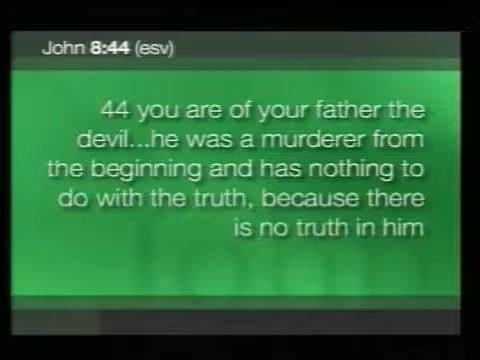 John 8:44 (esv)
44 you are of your father the
devil...he was a murderer from
the beginning and has nothing to
do with the truth, because there
is no truth in him
John